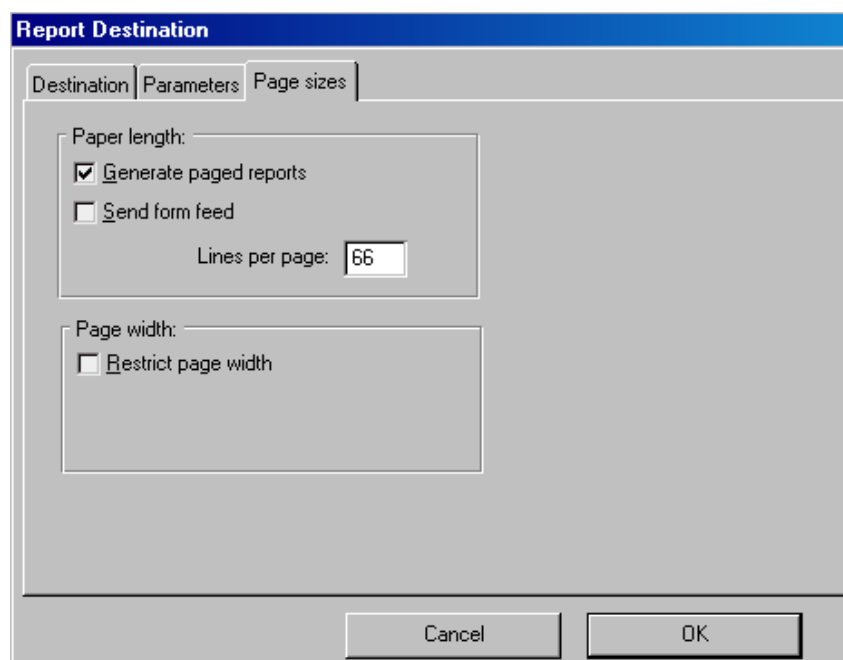 Report Destination
Destination Parameters Page sizes
Paper length:
Generate paged reports
Send form feed
Lines per page: 66
Page width:
Restrict page width
Cancel OK